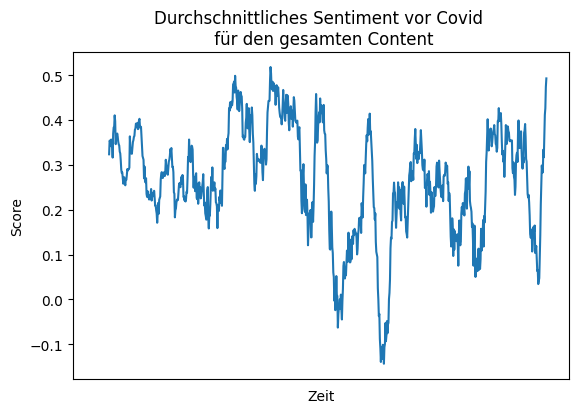 Durchschnittliches Sentiment vor Covid
für den gesamten Content
Score
0.5
0.4
0.3
0.2
0.1
0.0
−0.1
Zeit